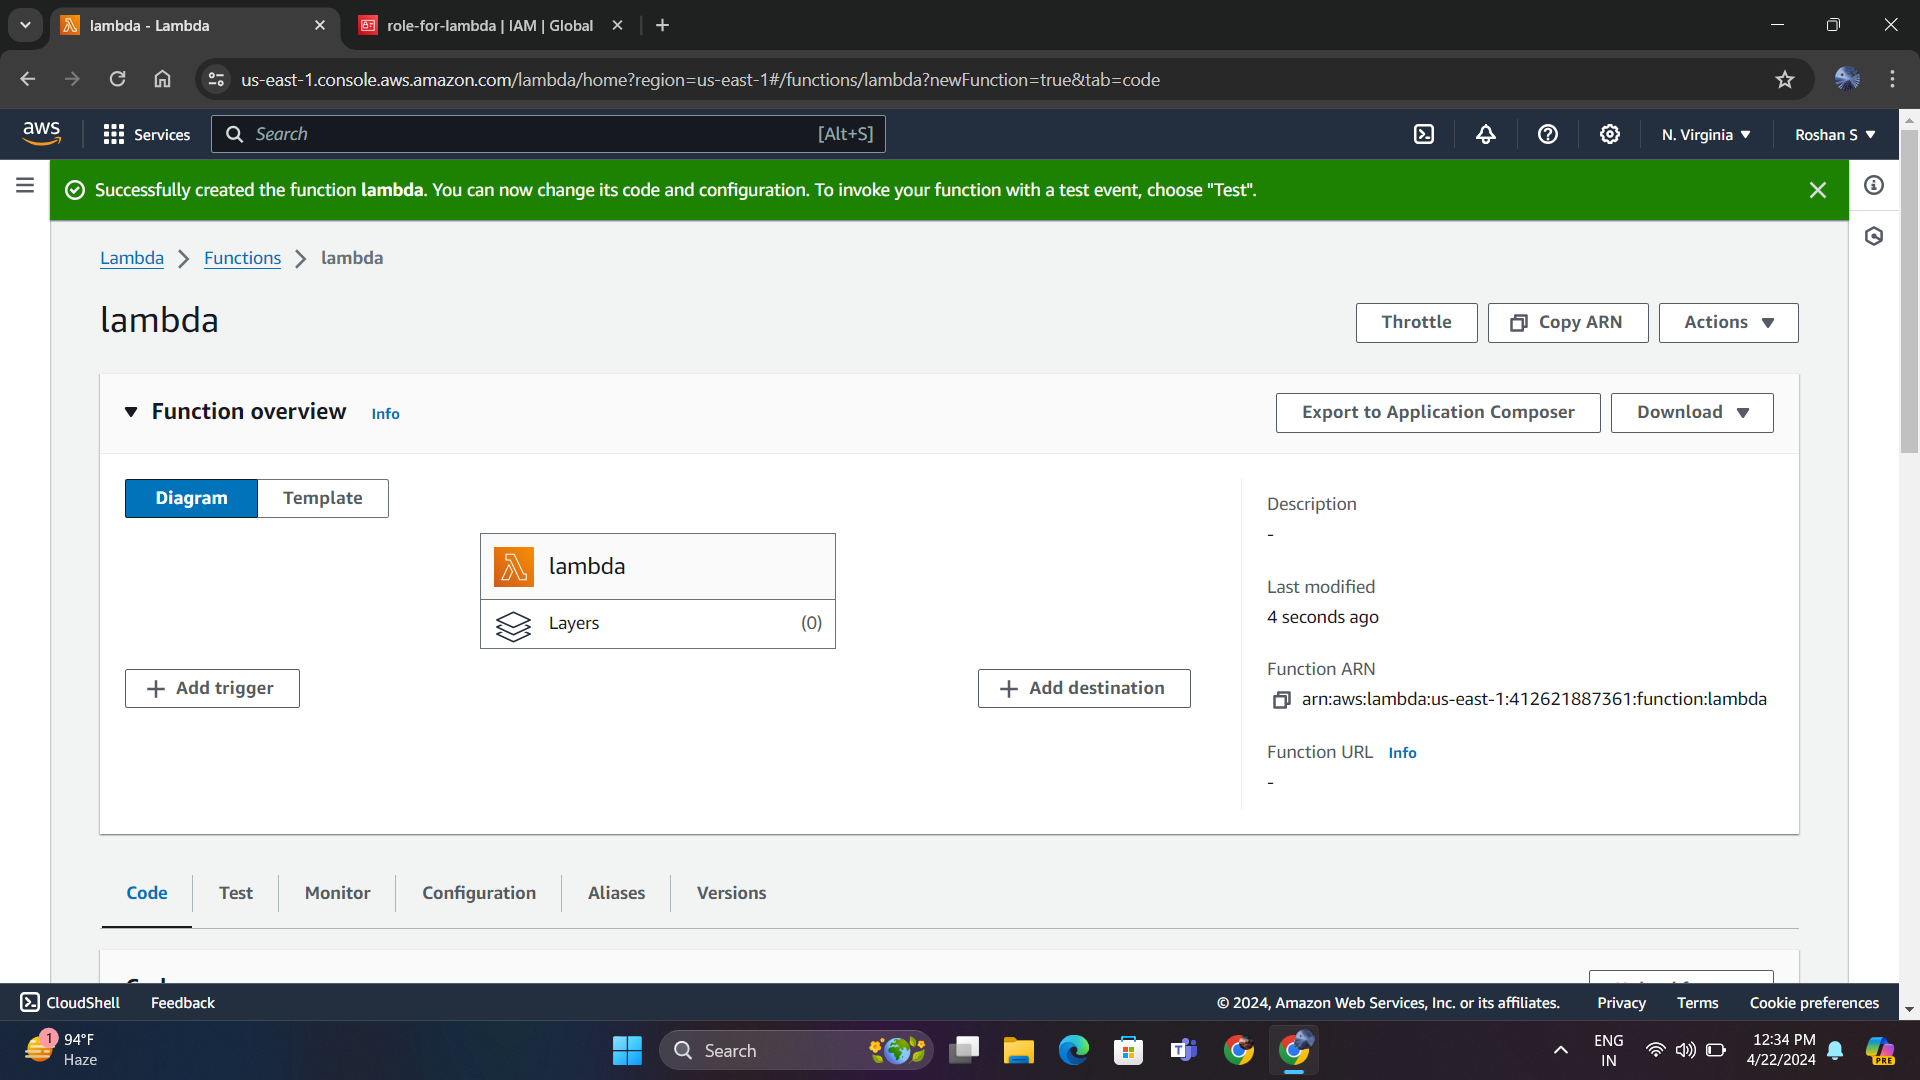 lambda - Lambda
role-for-lambda | IAM | Global
us-east-1.console.aws.amazon.com/lambda/home?region=us-east-1#/functions/lambda?newFunction=true&tab=code
aws
Services
Search
[Alt+S]
N. Virginia
Roshan S
Successfully created the function lambda. You can now change its code and configuration. To invoke your function with a test event, choose "Test".
Lambda
Functions
lambda
lambda
Throttle
Copy ARN
Actions
Function overview
Info
Export to Application Composer
Download
Diagram
Template
lambda
Layers
(0)
Add trigger
Add destination
Description
-
Last modified
4 seconds ago
Function ARN
arn:aws:lambda:us-east-1:412621887361:function:lambda
Function URL
Info
-
Code
Test
Monitor
Configuration
Aliases
Versions
CloudShell
Feedback
© 2024, Amazon Web Services, Inc. or its affiliates.
Privacy
Terms
Cookie preferences
1
94°F
Haze
Search
ENG
IN
12:34 PM
4/22/2024
PRE